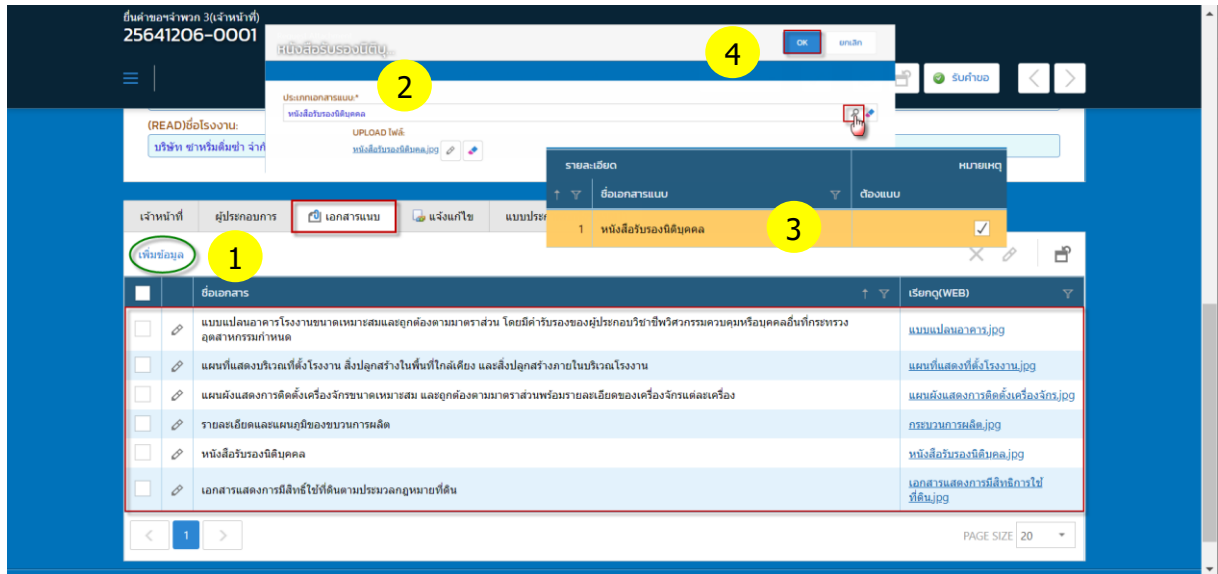 ยื่นคำขอฯจำพวก 3(เจ้าหน้าที่)
25641206-0001
หนังสือรับรองนิติบุ...
4
OK
ยกเลิก
รับคำขอ
2
ประเภทเอกสารแนบ:*
หนังสือรับรองนิติบุคคล
UPLOAD ไฟล์:
หนังสือรับรองนิติบุคคล.jpg
(READ)ชื่อโรงงาน:
บริษัท ซ่าหริ่มดื่มซ่า จำกั
รายละเอียด
หมายเหตุ
ชื่อเอกสารแนบ
ต้องแนบ
1
หนังสือรับรองนิติบุคคล
3
เจ้าหน้าที่
ผู้ประกอบการ
เอกสารแนบ
แจ้งแก้ไข
แบบประ
เพิ่มข้อมูล
1
ชื่อเอกสาร
เรียกดู(WEB)
แบบแปลนอาคารโรงงานขนาดเหมาะสมและถูกต้องตามมาตราส่วน โดยมีคำรับรองของผู้ประกอบวิชาชีพวิศวกรรมควบคุมหรือบุคคลอื่นที่กระทรวง
อุตสาหกรรมกำหนด
แบบแปลนอาคาร.jpg
แผนที่แสดงบริเวณที่ตั้งโรงงาน สิ่งปลูกสร้างในพื้นที่ใกล้เคียง และสิ่งปลูกสร้างภายในบริเวณโรงงาน
แผนที่แสดงที่ตั้งโรงงาน.jpg
แผนผังแสดงการติดตั้งเครื่องจักรขนาดเหมาะสม และถูกต้องตามมาตราส่วนพร้อมรายละเอียดของเครื่องจักรแต่ละเครื่อง
แผนผังแสดงการติดตั้งเครื่องจักร.jpg
รายละเอียดและแผนภูมิของขบวนการผลิต
กระบวนการผลิต.jpg
หนังสือรับรองนิติบุคคล
หนังสือรับรองนิติบุคคล.jpg
เอกสารแสดงการมีสิทธิ์ใช้ที่ดินตามประมวลกฎหมายที่ดิน
เอกสารแสดงการมีสิทธิการใช้
ที่ดิน.jpg
1
PAGE SIZE
20